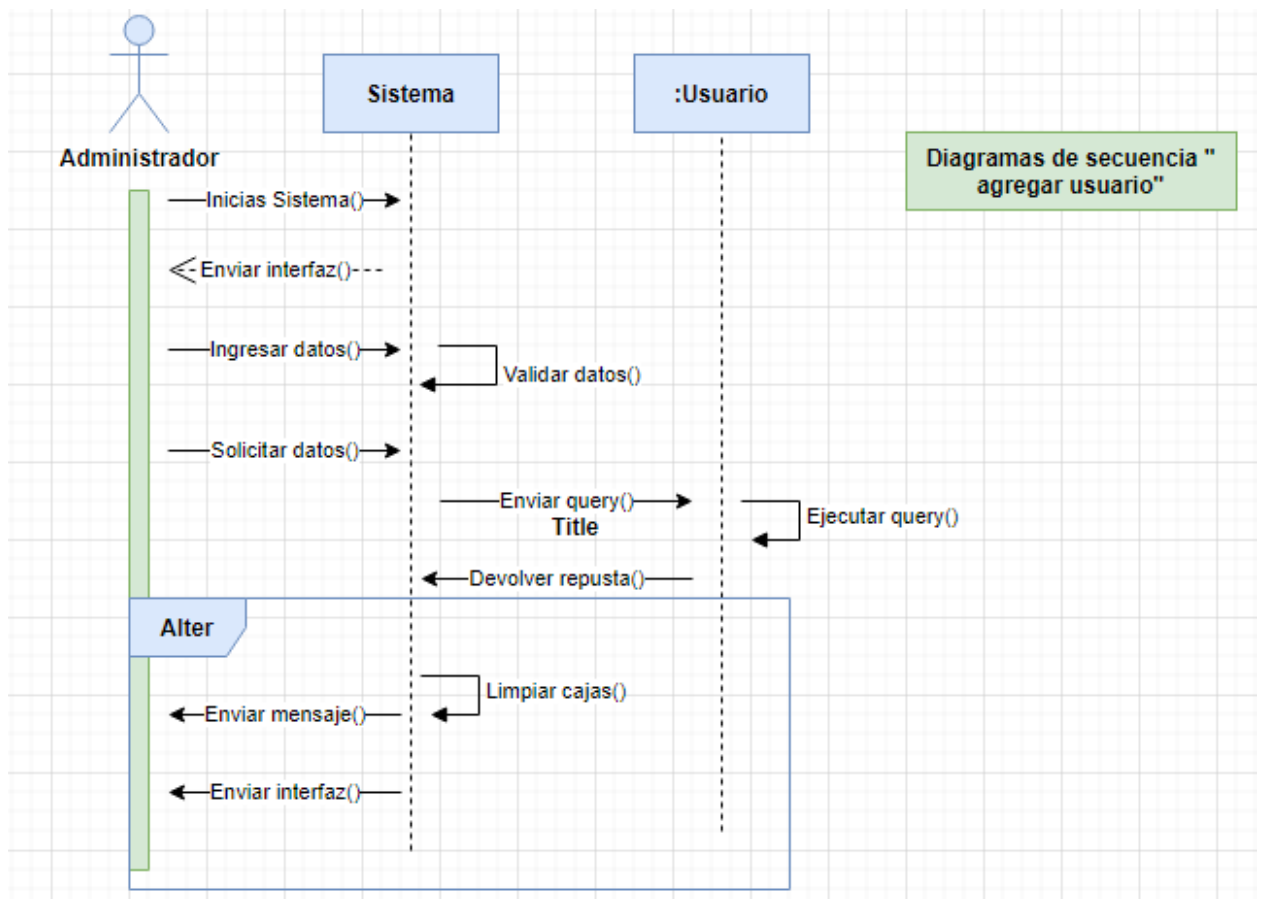 Sistema
:Usuario
Administrador
Diagramas de secuencia "
agregar usuario"
Inicias Sistema()
Enviar interfaz()
Ingresar datos()
Validar datos()
Solicitar datos()
Enviar query()
Title
Ejecutar query()
Devolver repusta()
Alter
Limpiar cajas()
Enviar mensaje()
Enviar interfaz()